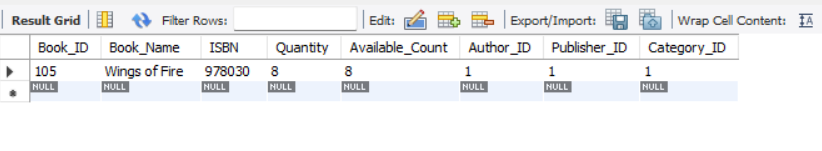 Result Grid Filter Rows: Edit: Export/Import: Wrap Cell Content: IA
Book_ID Book_Name ISBN Quantity Available_Count Author_ID Publisher_ID Category_ID
105 Wings of Fire 978030 8 8 1 1 1
NULL NULL NULL NULL NULL NULL NULL NULL